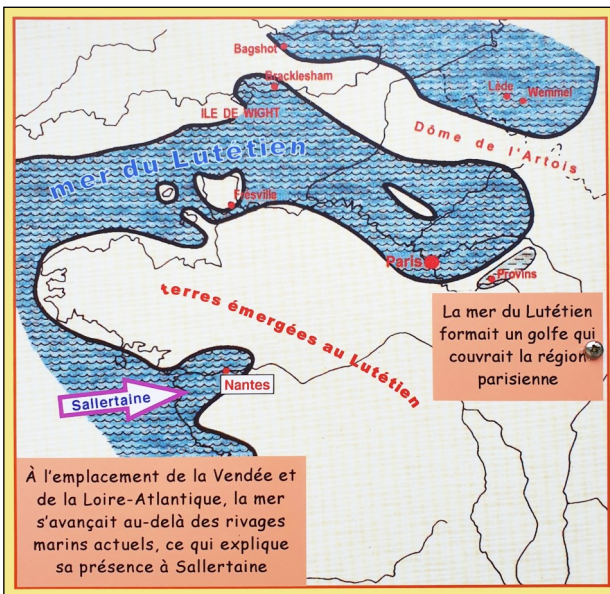 Bagshot
Bracklesham
Lède
Wemmel
ILE DE WIGHT
Dôme de l'Artois
mer du Lutétien
Fresville
Paris
Provins
terres émergées au Lutétien
La mer du Lutétien
formait un golfe qui
couvrait la région
parisienne
Nantes
Sallertaine
À l'emplacement de la Vendée et
de la Loire-Atlantique, la mer
s'avançait au-delà des rivages
marins actuels, ce qui explique
sa présence à Sallertaine